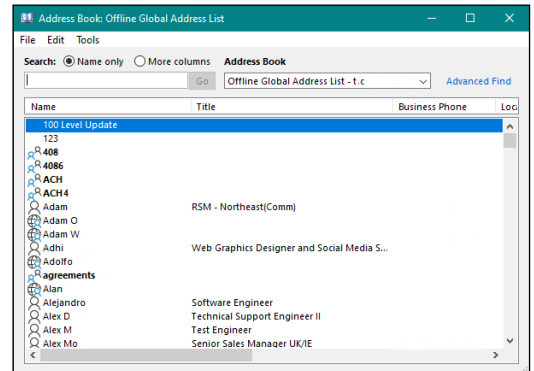 Address Book: Offline Global Address List
File Edit Tools
Search: Name only More columns Address Book
Go Offline Global Address List - t.c Advanced Find
Name Title Business Phone Loca
100 Level Update
123
408
4086
ACH
ACH4
Adam RSM - Northeast(Comm)
Adam O
Adam W
Adhi Web Graphics Designer and Social Media S...
Adolfo
agreements
Alan
Alejandro Software Engineer
Alex D Technical Support Engineer II
Alex M Test Engineer
Alex Mo Senior Sales Manager UK/IE